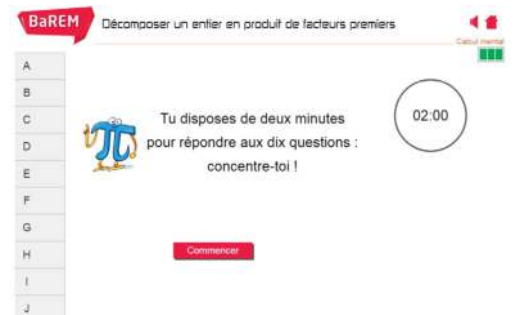 BaREM
Décomposer un entier en produit de facteurs premiers
Calcul mental
A
B
C
D
E
F
G
H
I
J
Tu disposes de deux minutes
pour répondre aux dix questions :
concentre-toi !
02:00
Commencer